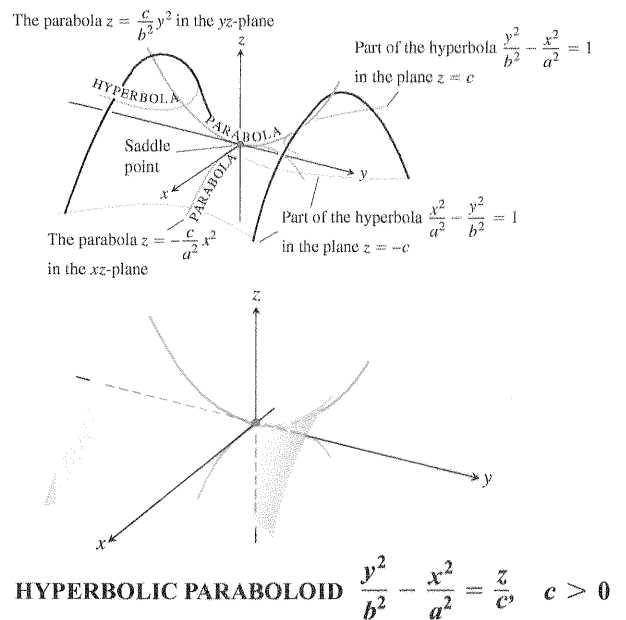 The parabola z = c/b² y² in the yz-plane
z
Part of the hyperbola y²/b² − x²/a² = 1
in the plane z = c
HYPERBOLA
PARABOLA
Saddle
point
y
x
PARABOLA
Part of the hyperbola x²/a² − y²/b² = 1
in the plane z = −c
The parabola z = −c/a² x²
in the xz-plane
z
y
x
HYPERBOLIC PARABOLOID y²/b² − x²/a² = z/c, c > 0